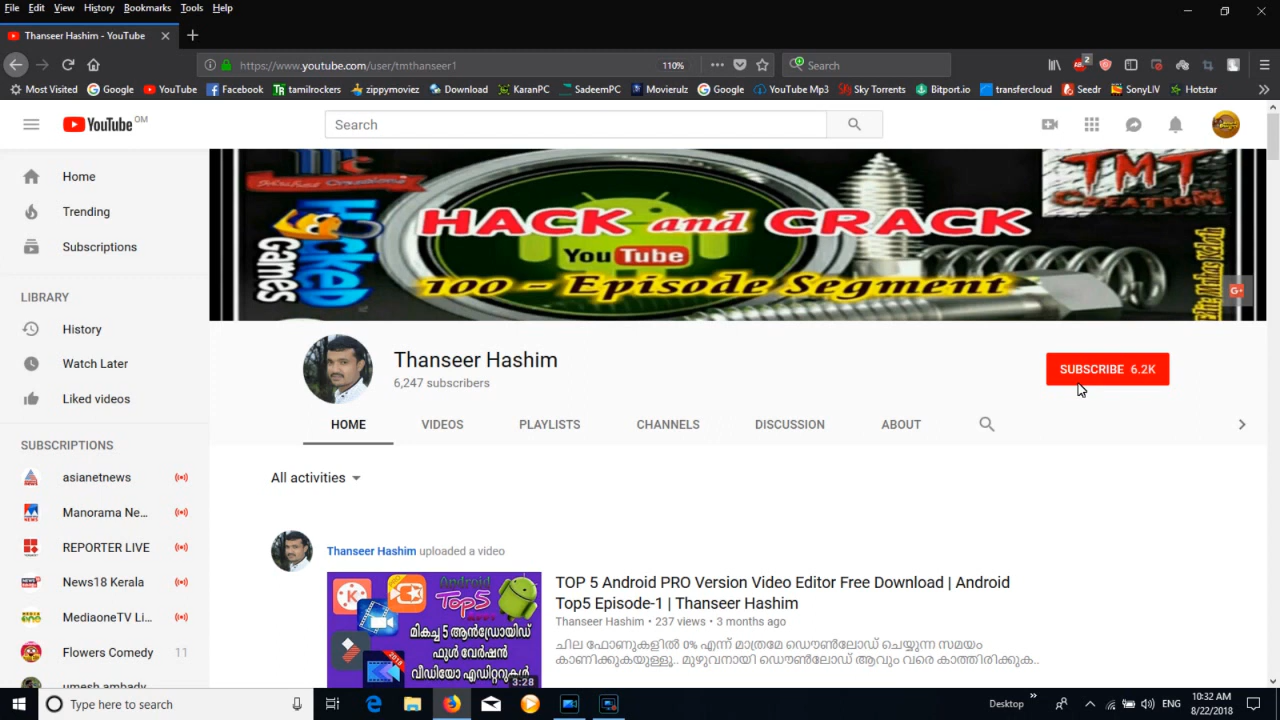 File Edit View History Bookmarks Tools Help
Thanseer Hashim - YouTube
https://www.youtube.com/user/tmthanseer1 110% Search
2
Most Visited Google YouTube Facebook tamilrockers zippymoviez Download KaranPC SadeemPC Movierulz Google YouTube Mp3 Sky Torrents Bitport.io transfercloud Seedr SonyLIV Hotstar
YouTube OM Search
Home
Trending
Subscriptions
LIBRARY
History
Watch Later
Liked videos
SUBSCRIPTIONS
asianetnews
Manorama Ne...
REPORTER LIVE
News18 Kerala
MediaoneTV Li...
Flowers Comedy 11
umesh ambady
TMT
CREATION
HACK and CRACK
YouTube
100 - Episode Segment
Hacked
games
G+
Thanseer Hashim
6,247 subscribers
SUBSCRIBE 6.2K
HOME VIDEOS PLAYLISTS CHANNELS DISCUSSION ABOUT
All activities
Thanseer Hashim uploaded a video
Android
Top5
മികച്ച 5 ആൻഡ്രോയിഡ്
ഫുൾ വേർഷൻ
വീഡിയോ എഡിറ്ററുകൾ
2018
3:28
TOP 5 Android PRO Version Video Editor Free Download | Android
Top5 Episode-1 | Thanseer Hashim
Thanseer Hashim • 237 views • 3 months ago
ചില ഫോണുകളിൽ 0% എന്ന് മാത്രമേ ഡൌൺലോഡ് ചെയ്യുന്ന സമയം
കാണിക്കുകയുള്ളൂ.. മുഴുവനായി ഡൌൺലോഡ് ആവും വരെ കാത്തിരിക്കുക..
Type here to search
Desktop
ENG
10:32 AM
8/22/2018